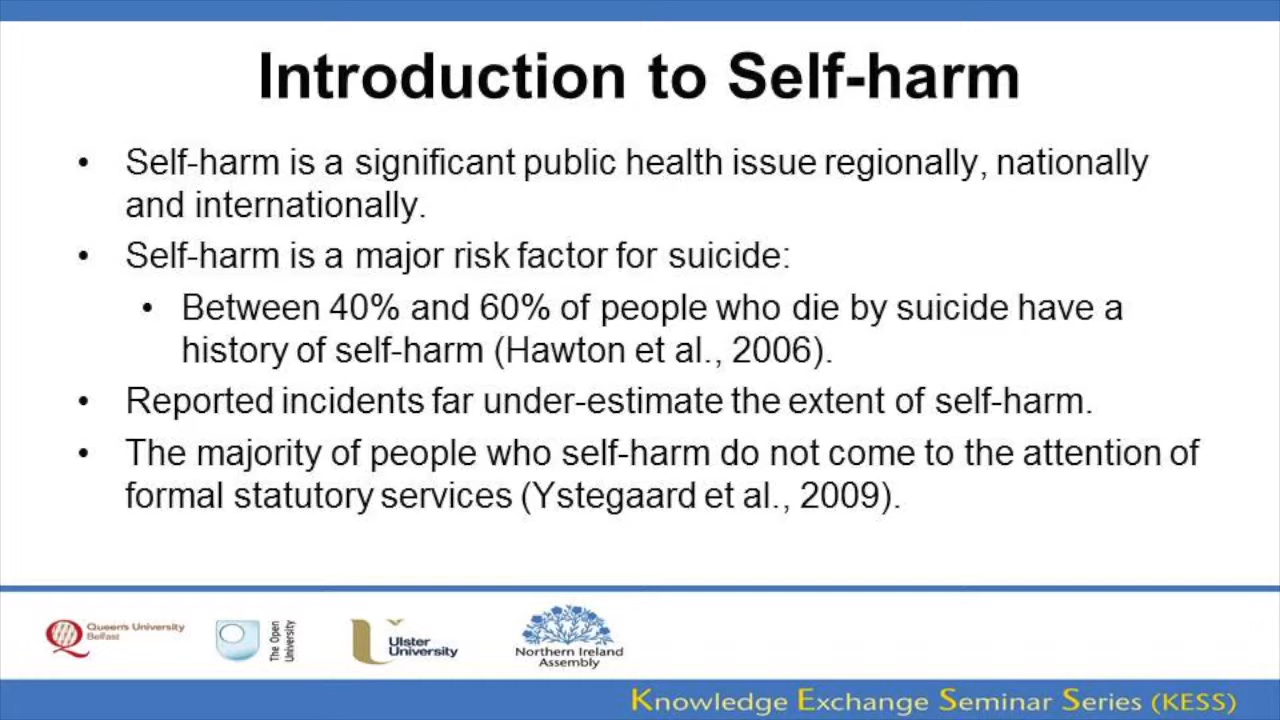 Introduction to Self-harm
• Self-harm is a significant public health issue regionally, nationally
and internationally.
• Self-harm is a major risk factor for suicide:
• Between 40% and 60% of people who die by suicide have a
history of self-harm (Hawton et al., 2006).
• Reported incidents far under-estimate the extent of self-harm.
• The majority of people who self-harm do not come to the attention of
formal statutory services (Ystegaard et al., 2009).
Queen's University
Belfast
The Open
University
Ulster
University
Northern Ireland
Assembly
Knowledge Exchange Seminar Series (KESS)